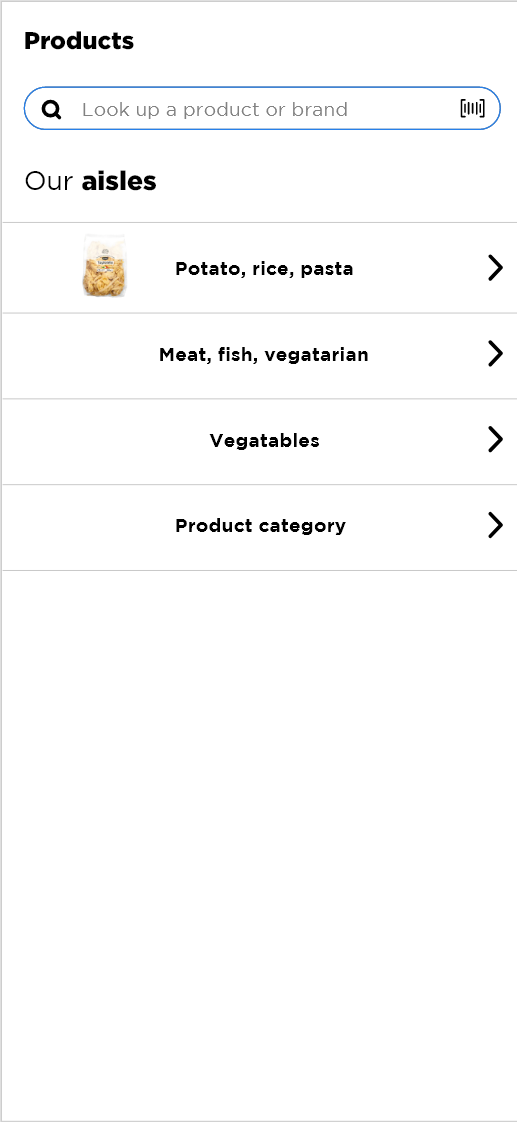 Products
Look up a product or brand
Our aisles
Potato, rice, pasta
Meat, fish, vegatarian
Vegatables
Product category